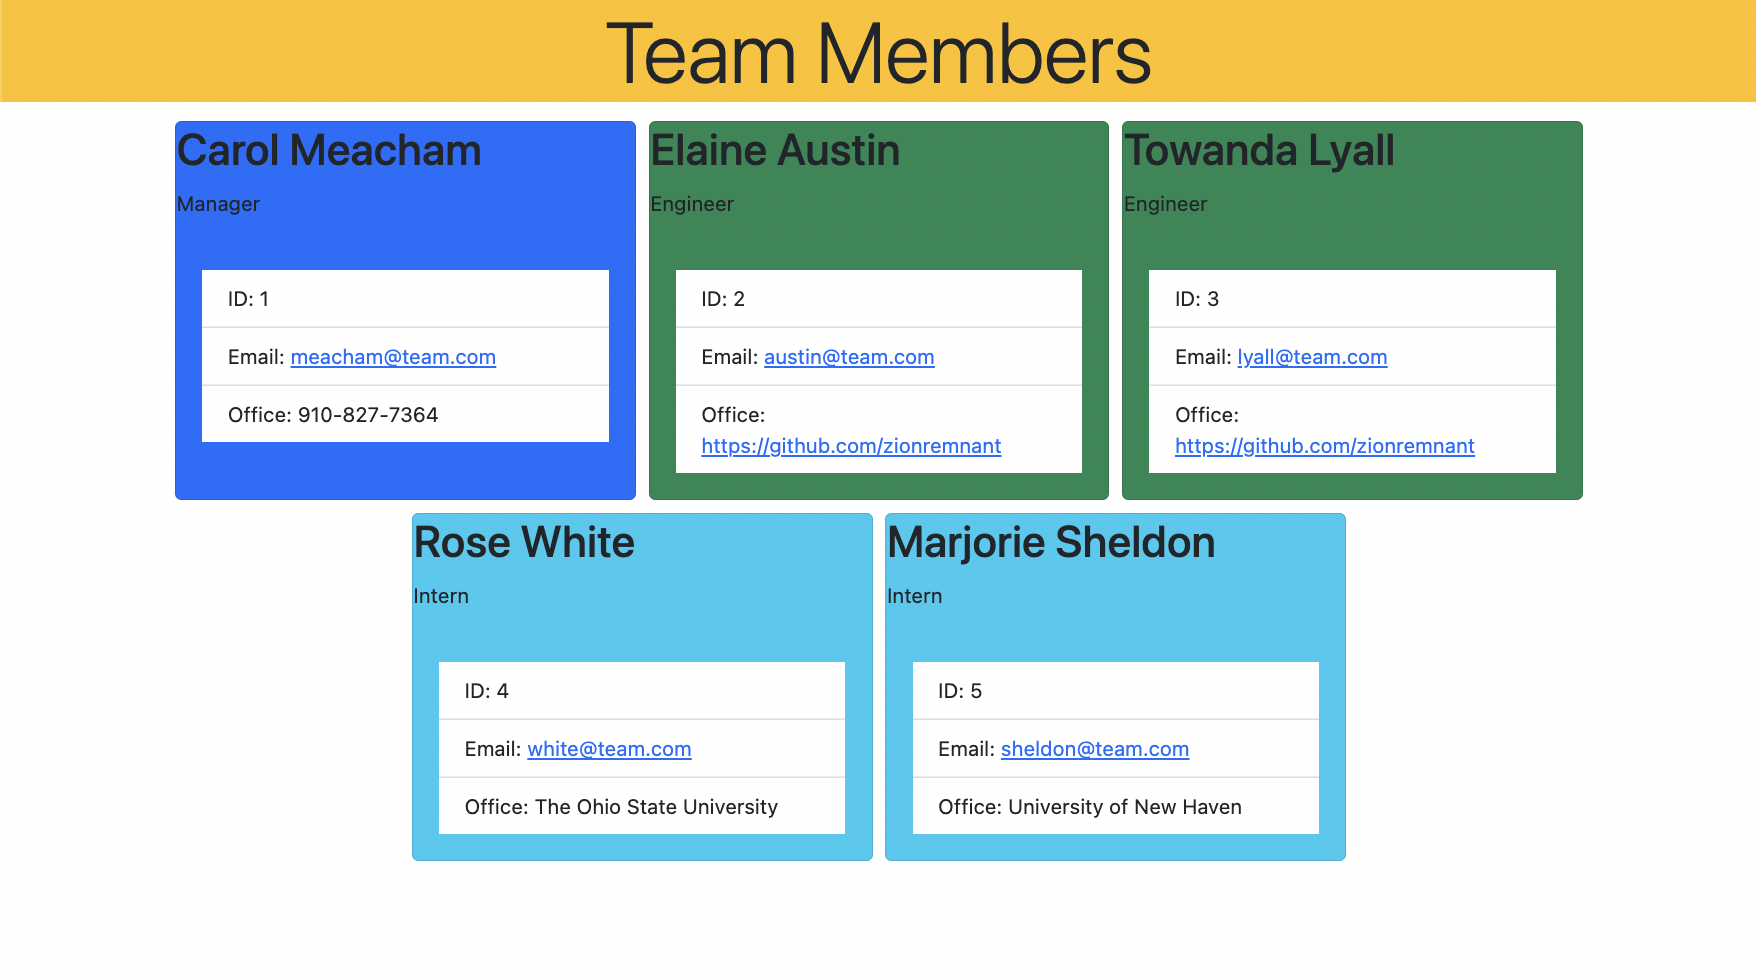 Team Members
Carol Meacham
Manager
ID: 1
Email: meacham@team.com
Office: 910-827-7364
Elaine Austin
Engineer
ID: 2
Email: austin@team.com
Office:
https://github.com/zionremnant
Towanda Lyall
Engineer
ID: 3
Email: lyall@team.com
Office:
https://github.com/zionremnant
Rose White
Intern
ID: 4
Email: white@team.com
Office: The Ohio State University
Marjorie Sheldon
Intern
ID: 5
Email: sheldon@team.com
Office: University of New Haven